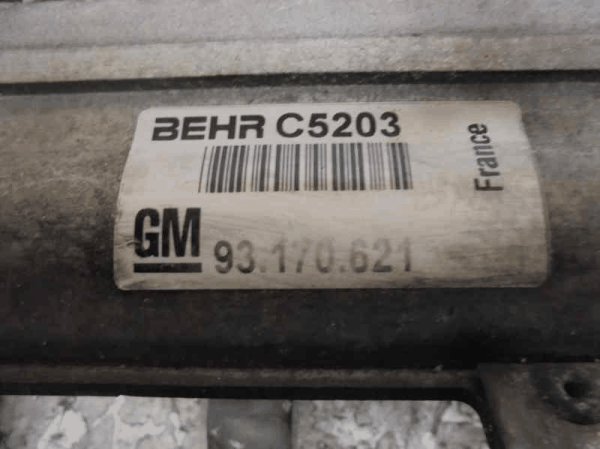 BEHR C5203
France
GM 93.170.621